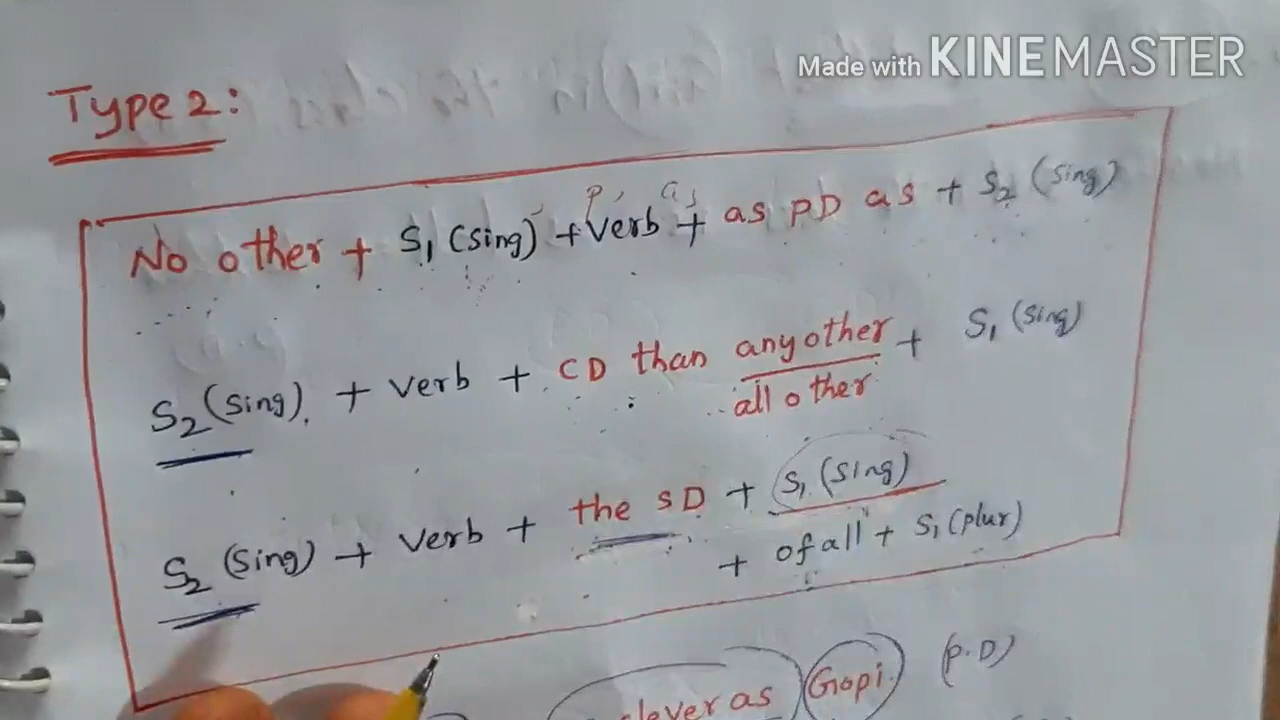 Made with KINEMASTER
Type 2:
P, as
No other + S1 (Sing) + Verb + as PD as + S2 (Sing)
S2 (Sing) + Verb + CD than any other + S1 (Sing)
all other
S2 (Sing) + Verb + the SD + S1 (Sing)
+ of all + S1 (plur)
as Gopi. (P.D)